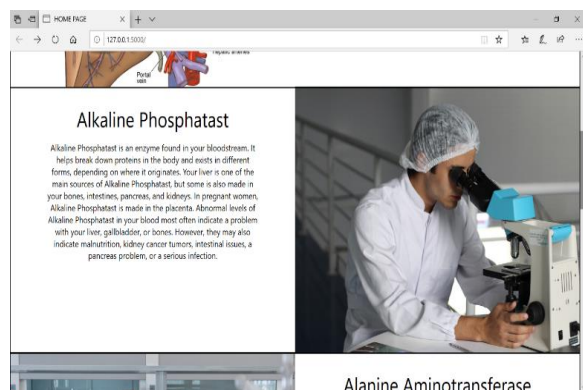 HOME PAGE
127.0.0.1:5000/
hepatic arteries
Portal
vein
Alkaline Phosphatast
Alkaline Phosphatast is an enzyme found in your bloodstream. It
helps break down proteins in the body and exists in different
forms, depending on where it originates. Your liver is one of the
main sources of Alkaline Phosphatast, but some is also made in
your bones, intestines, pancreas, and kidneys. In pregnant women,
Alkaline Phosphatast is made in the placenta. Abnormal levels of
Alkaline Phosphatast in your blood most often indicate a problem
with your liver, gallbladder, or bones. However, they may also
indicate malnutrition, kidney cancer tumors, intestinal issues, a
pancreas problem, or a serious infection.
Alanine Aminotransferase